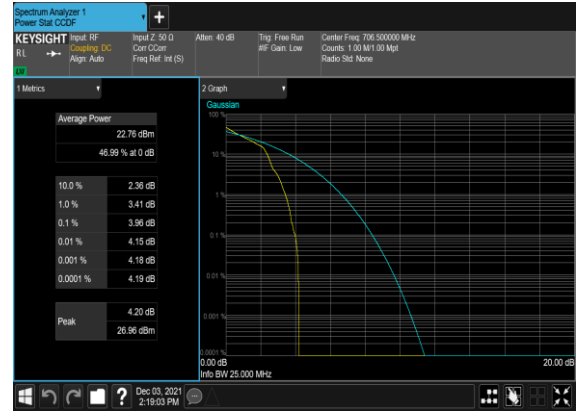 Spectrum Analyzer 1
Power Stat CCDF
+
KEYSIGHT
RL
Input: RF
Coupling: DC
Align: Auto
Input Z: 50 Ω
Corr CCorr
Freq Ref: Int (S)
Atten: 40 dB
Trig: Free Run
#IF Gain: Low
Center Freq: 706.500000 MHz
Counts: 1.00 M/1.00 Mpt
Radio Std: None
1 Metrics
Average Power
22.76 dBm
46.99 % at 0 dB
10.0 % 2.36 dB
1.0 % 3.41 dB
0.1 % 3.96 dB
0.01 % 4.15 dB
0.001 % 4.18 dB
0.0001 % 4.19 dB
Peak
4.20 dB
26.96 dBm
2 Graph
Gaussian
100 %
10 %
1 %
0.1 %
0.01 %
0.001 %
0.0001 %
0.00 dB
20.00 dB
Info BW 25.000 MHz
?
Dec 03, 2021
2:19:03 PM